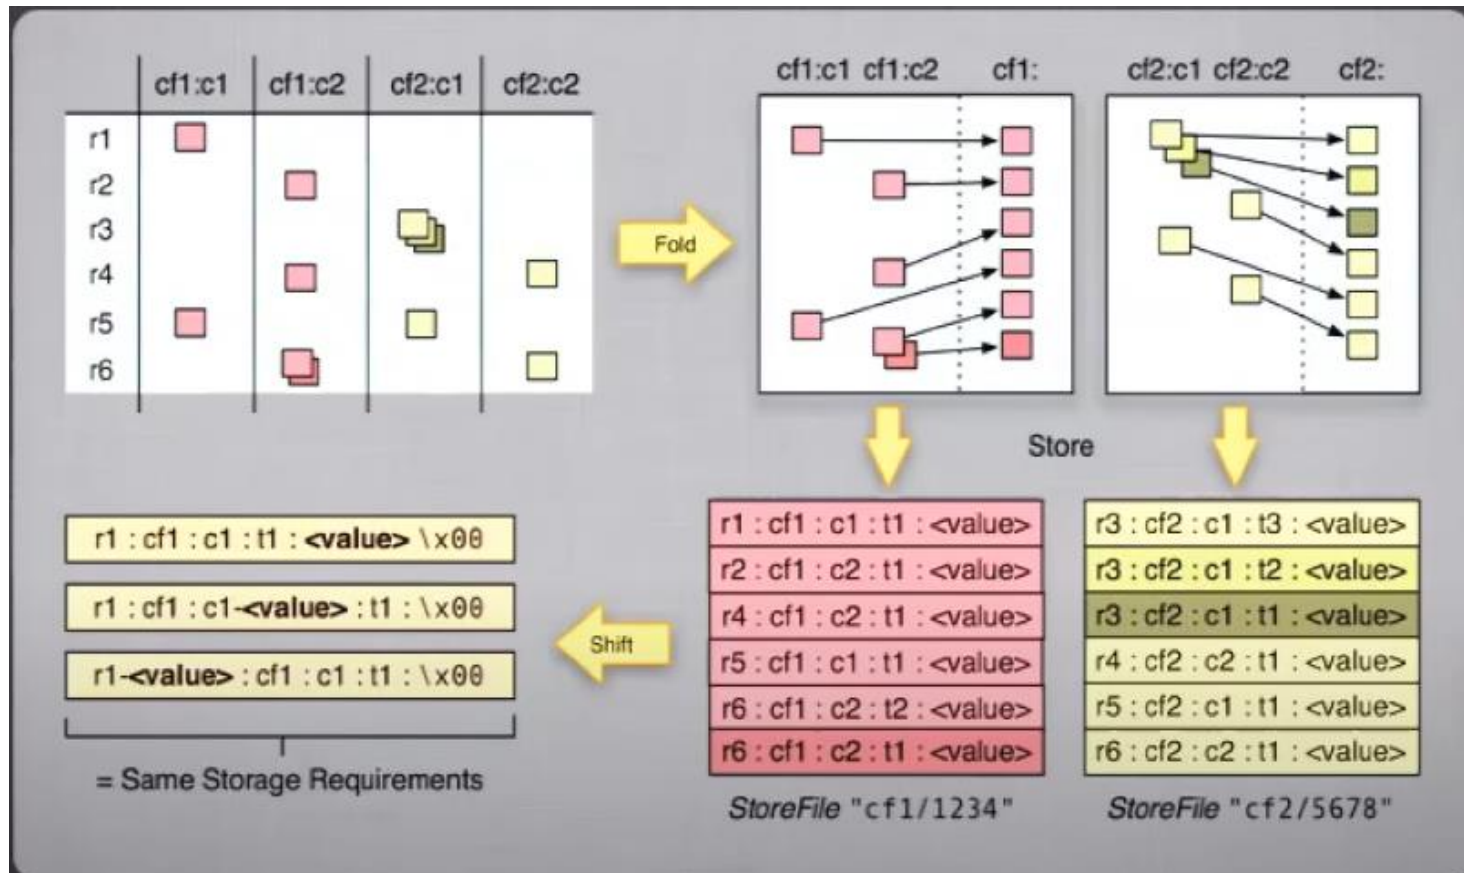 cf1:c1 cf1:c2 cf2:c1 cf2:c2
r1
r2
r3
r4
r5
r6
Fold
cf1:c1 cf1:c2 cf1:
cf2:c1 cf2:c2 cf2:
Store
r1 : cf1 : c1 : t1 : <value>
r2 : cf1 : c2 : t1 : <value>
r4 : cf1 : c2 : t1 : <value>
r5 : cf1 : c1 : t1 : <value>
r6 : cf1 : c2 : t2 : <value>
r6 : cf1 : c2 : t1 : <value>
StoreFile "cf1/1234"
r3 : cf2 : c1 : t3 : <value>
r3 : cf2 : c1 : t2 : <value>
r3 : cf2 : c1 : t1 : <value>
r4 : cf2 : c2 : t1 : <value>
r5 : cf2 : c1 : t1 : <value>
r6 : cf2 : c2 : t1 : <value>
StoreFile "cf2/5678"
Shift
r1 : cf1 : c1 : t1 : <value> \x00
r1 : cf1 : c1-<value> : t1 : \x00
r1-<value> : cf1 : c1 : t1 : \x00
= Same Storage Requirements